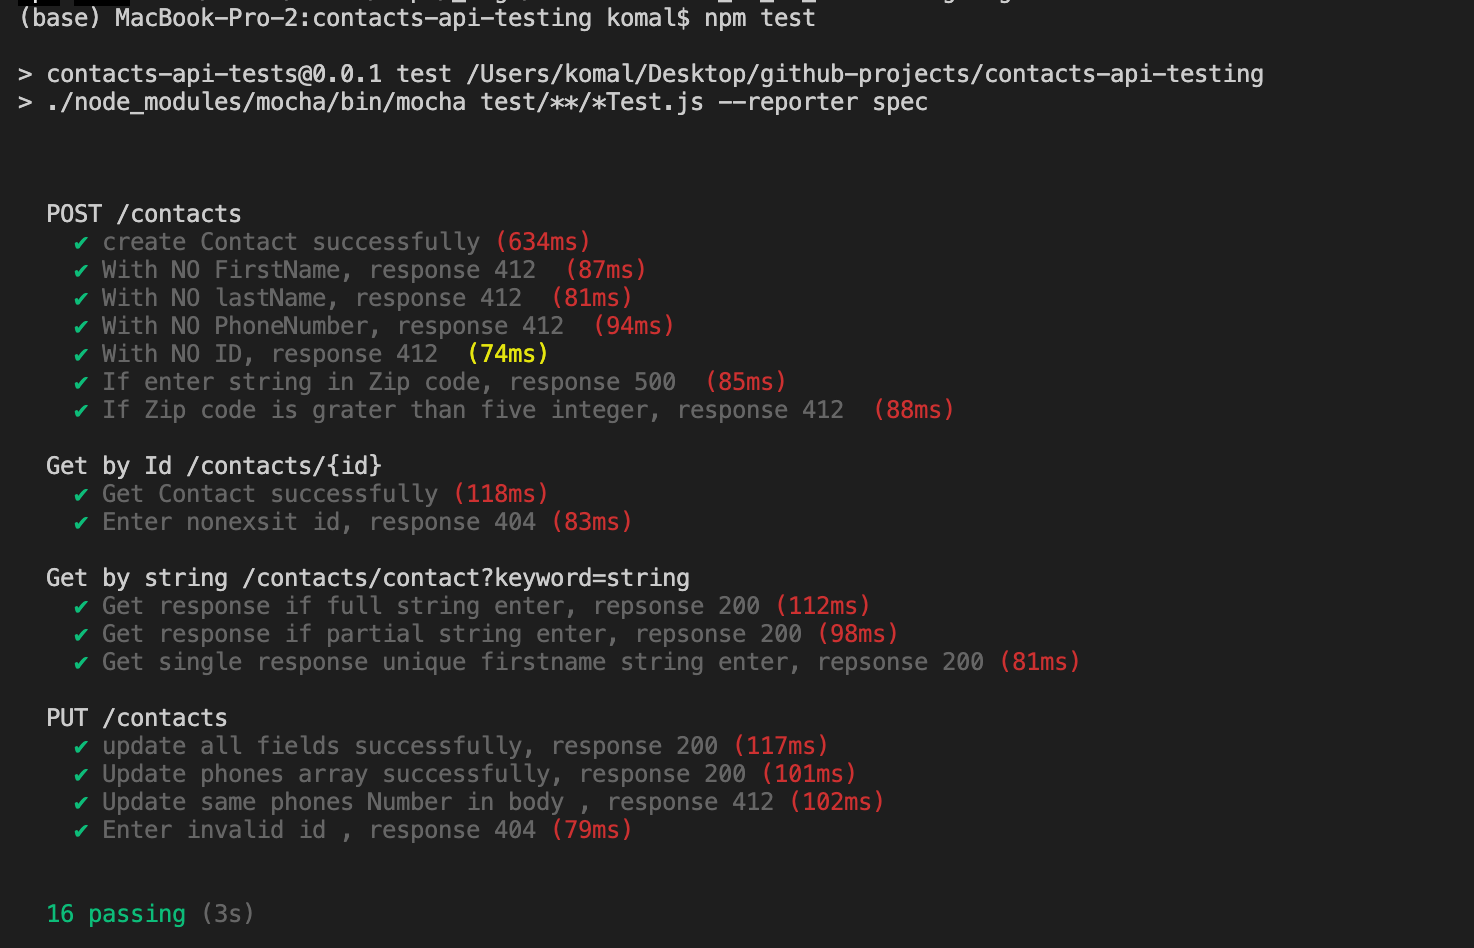 (base) MacBook-Pro-2:contacts-api-testing komal$ npm test
> contacts-api-tests@0.0.1 test /Users/komal/Desktop/github-projects/contacts-api-testing
> ./node_modules/mocha/bin/mocha test/**/*Test.js --reporter spec
POST /contacts
✔ create Contact successfully (634ms)
✔ With NO FirstName, response 412 (87ms)
✔ With NO lastName, response 412 (81ms)
✔ With NO PhoneNumber, response 412 (94ms)
✔ With NO ID, response 412 (74ms)
✔ If enter string in Zip code, response 500 (85ms)
✔ If Zip code is grater than five integer, response 412 (88ms)
Get by Id /contacts/{id}
✔ Get Contact successfully (118ms)
✔ Enter nonexsit id, response 404 (83ms)
Get by string /contacts/contact?keyword=string
✔ Get response if full string enter, repsonse 200 (112ms)
✔ Get response if partial string enter, repsonse 200 (98ms)
✔ Get single response unique firstname string enter, repsonse 200 (81ms)
PUT /contacts
✔ update all fields successfully, response 200 (117ms)
✔ Update phones array successfully, response 200 (101ms)
✔ Update same phones Number in body , response 412 (102ms)
✔ Enter invalid id , response 404 (79ms)
16 passing (3s)